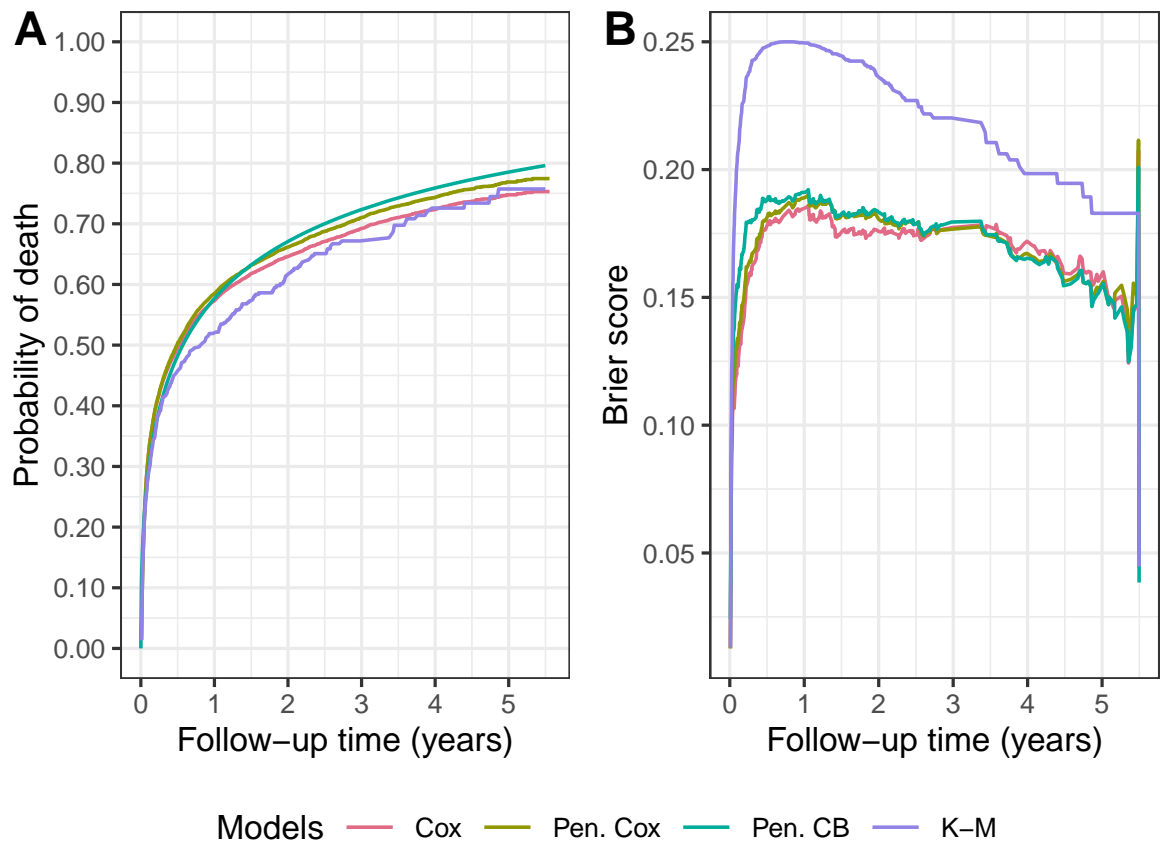 A
B
Probability of death
1.00
0.90
0.80
0.70
0.60
0.50
0.40
0.30
0.20
0.10
0.00
0 1 2 3 4 5
Follow−up time (years)
Brier score
0.25
0.20
0.15
0.10
0.05
0 1 2 3 4 5
Follow−up time (years)
Models Cox Pen. Cox Pen. CB K−M